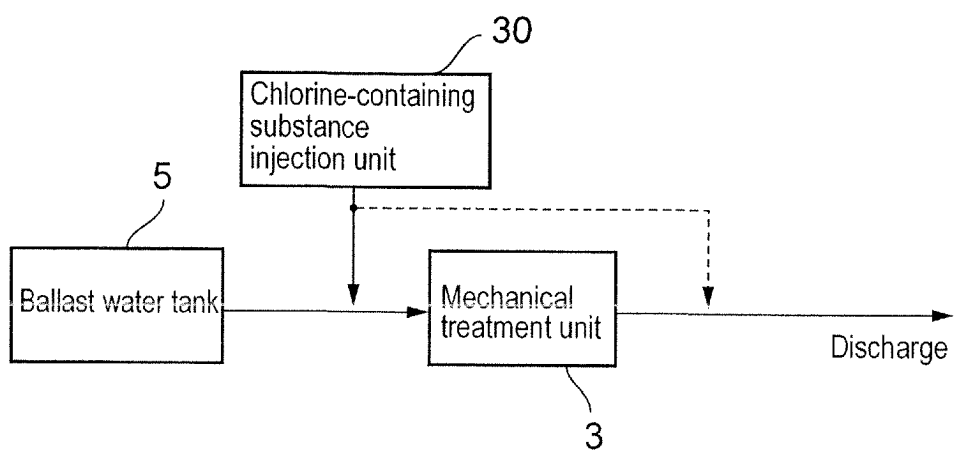 30
Chlorine-containing
substance
injection unit
5
Ballast water tank
Mechanical
treatment unit
Discharge
3